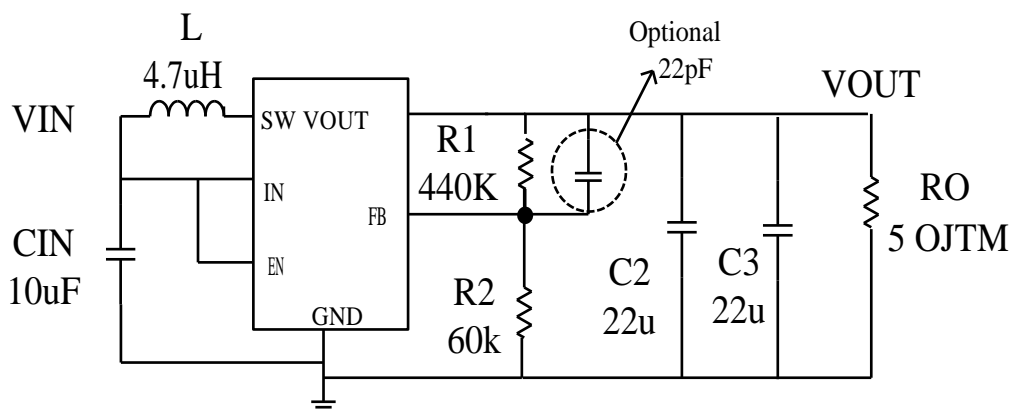 L
4.7uH
VIN
CIN
10uF
SW VOUT
IN
FB
EN
GND
Optional
22pF
R1
440K
R2
60k
C2
22u
C3
22u
VOUT
RO
5 OJTM